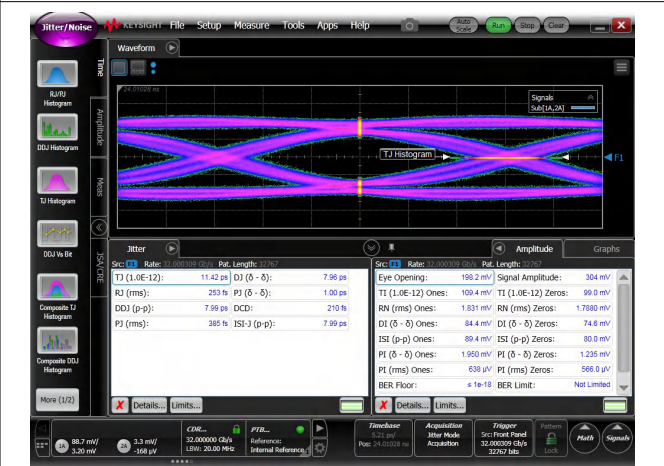 Jitter/Noise
KEYSIGHT File Setup Measure Tools Apps Help
Auto Scale
Run
Stop
Clear
Waveform
Time
Amplitude
Meas
JSA/CRE
RJ/PJ Histogram
DDJ Histogram
TJ Histogram
DDJ Vs Bit
Composite TJ Histogram
Composite DDJ Histogram
More (1/2)
24.01028 ns
Signals
Sub[1A,2A]
TJ Histogram
F1
Jitter
Src: F1 Rate: 32.000309 Gb/s Pat. Length: 32767
TJ (1.0E-12): 11.42 ps DJ (δ - δ): 7.96 ps
RJ (rms): 253 fs PJ (δ - δ): 1.00 ps
DDJ (p-p): 7.99 ps DCD: 210 fs
PJ (rms): 385 fs ISI-J (p-p): 7.99 ps
Details... Limits...
Amplitude
Graphs
Src: F1 Rate: 32.000309 Gb/s Pat. Length: 32767
Eye Opening: 198.2 mV Signal Amplitude: 304 mV
TI (1.0E-12) Ones: 109.4 mV TI (1.0E-12) Zeros: 99.0 mV
RN (rms) Ones: 1.831 mV RN (rms) Zeros: 1.7880 mV
DI (δ - δ) Ones: 84.4 mV DI (δ - δ) Zeros: 74.6 mV
ISI (p-p) Ones: 89.4 mV ISI (p-p) Zeros: 80.0 mV
PI (δ - δ) Ones: 1.950 mV PI (δ - δ) Zeros: 1.235 mV
PI (rms) Ones: 638 µV PI (rms) Zeros: 566.0 µV
BER Floor: ≤ 1e-18 BER Limit: Not Limited
Details... Limits...
1A 88.7 mV/
3.20 mV
2A 3.3 mV/
-168 µV
CDR...
32.000000 Gb/s
LBW: 20.00 MHz
PTB...
Reference:
Internal Reference
Timebase
5.21 ps/
Pos: 24.01028 ns
Acquisition
Jitter Mode
Acquisition
Trigger
Src: Front Panel
32.000309 Gb/s
32767 bits
Pattern
Lock
Math
Signals